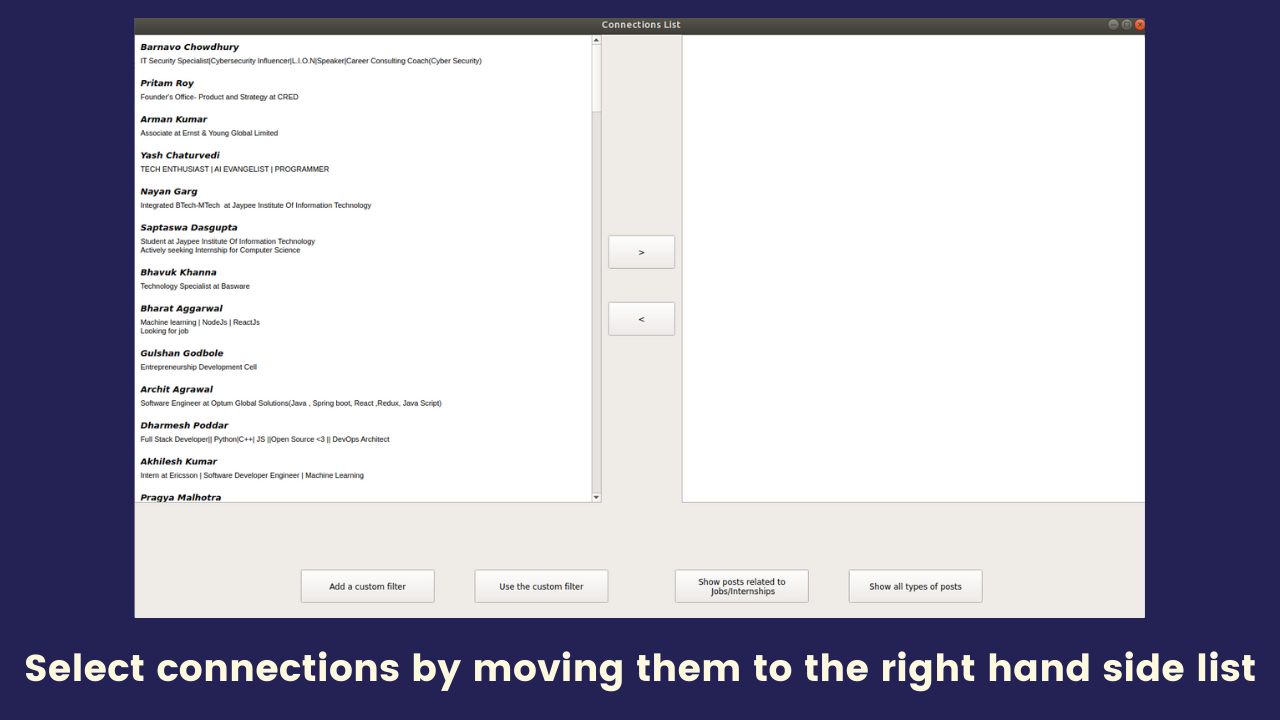 Connections List
Barnavo Chowdhury
IT Security Specialist|Cybersecurity Influencer|L.I.O.N|Speaker|Career Consulting Coach(Cyber Security)
Pritam Roy
Founder's Office- Product and Strategy at CRED
Arman Kumar
Associate at Ernst & Young Global Limited
Yash Chaturvedi
TECH ENTHUSIAST | AI EVANGELIST | PROGRAMMER
Nayan Garg
Integrated BTech-MTech at Jaypee Institute Of Information Technology
Saptaswa Dasgupta
Student at Jaypee Institute Of Information Technology
Actively seeking Internship for Computer Science
Bhavuk Khanna
Technology Specialist at Basware
Bharat Aggarwal
Machine learning | NodeJs | ReactJs
Looking for job
Gulshan Godbole
Entrepreneurship Development Cell
Archit Agrawal
Software Engineer at Optum Global Solutions(Java , Spring boot, React ,Redux, Java Script)
Dharmesh Poddar
Full Stack Developer|| Python|C++| JS ||Open Source <3 || DevOps Architect
Akhilesh Kumar
Intern at Ericsson | Software Developer Engineer | Machine Learning
Pragya Malhotra
>
<
Add a custom filter
Use the custom filter
Show posts related to
Jobs/Internships
Show all types of posts
Select connections by moving them to the right hand side list